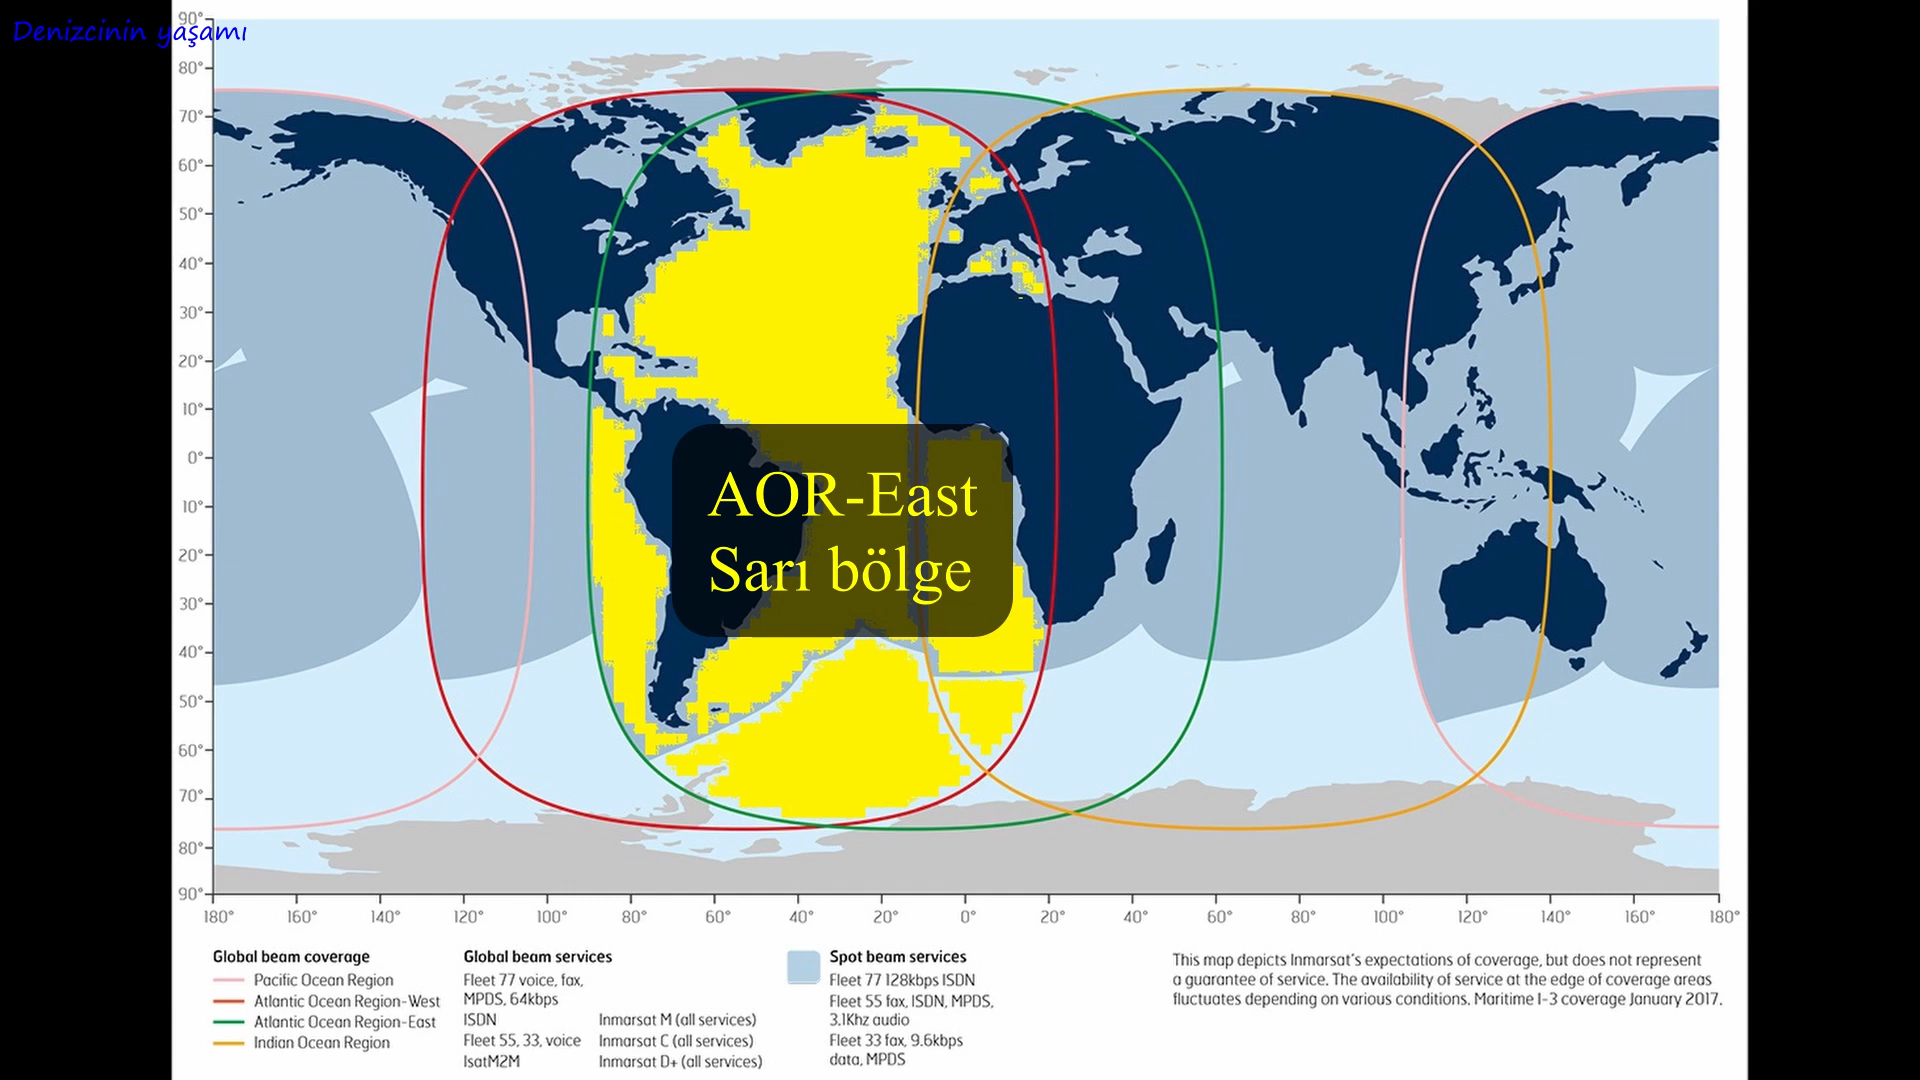 Denizcinin yaşamı
90°
80°
70°
60°
50°
40°
30°
20°
10°
0°
10°
20°
30°
40°
50°
60°
70°
80°
90°
AOR-East
Sarı bölge
180° 160° 140° 120° 100° 80° 60° 40° 20° 0° 20° 40° 60° 80° 100° 120° 140° 160° 180°
Global beam coverage
Pacific Ocean Region
Atlantic Ocean Region-West
Atlantic Ocean Region-East
Indian Ocean Region
Global beam services
Fleet 77 voice, fax,
MPDS, 64kbps
ISDN
Fleet 55, 33, voice
IsatM2M
Inmarsat M (all services)
Inmarsat C (all services)
Inmarsat D+ (all services)
Spot beam services
Fleet 77 128kbps ISDN
Fleet 55 fax, ISDN, MPDS,
3.1Khz audio
Fleet 33 fax, 9.6kbps
data, MPDS
This map depicts Inmarsat's expectations of coverage, but does not represent
a guarantee of service. The availability of service at the edge of coverage areas
fluctuates depending on various conditions. Maritime I-3 coverage January 2017.